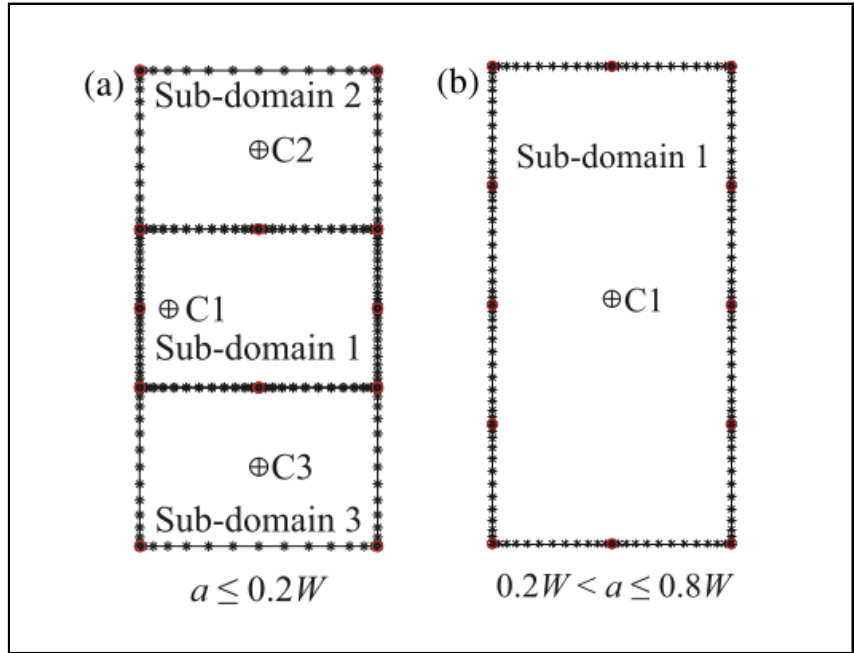 (a)
Sub-domain 2
⊕C2
⊕C1
Sub-domain 1
⊕C3
Sub-domain 3
a ≤ 0.2W
(b)
Sub-domain 1
⊕C1
0.2W < a ≤ 0.8W